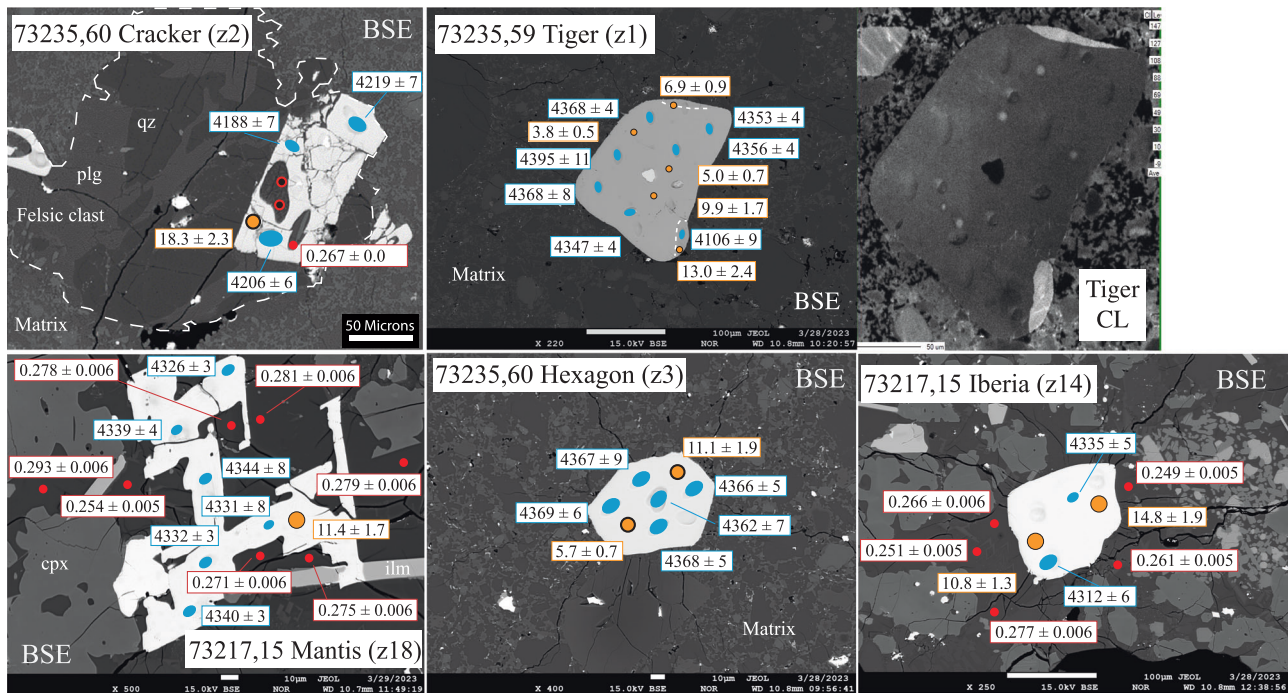 73235,60 Cracker (z2)
BSE
4219 ± 7
4188 ± 7
qz
plg
Felsic clast
18.3 ± 2.3
0.267 ± 0.0
4206 ± 6
Matrix
50 Microns
73235,59 Tiger (z1)
6.9 ± 0.9
4368 ± 4
4353 ± 4
3.8 ± 0.5
4356 ± 4
4395 ± 11
5.0 ± 0.7
4368 ± 8
9.9 ± 1.7
4347 ± 4
4106 ± 9
13.0 ± 2.4
Matrix
BSE
100µm JEOL 3/28/2023
X 220 15.0kV BSE NOR WD 10.8mm 10:20:57
147
127
108
88
69
49
30
10
-9
Ave
Tiger
CL
50 um
0.278 ± 0.006
4326 ± 3
0.281 ± 0.006
4339 ± 4
0.293 ± 0.006
4344 ± 8
0.279 ± 0.006
0.254 ± 0.005
4331 ± 8
4332 ± 3
11.4 ± 1.7
cpx
0.271 ± 0.006
ilm
0.275 ± 0.006
4340 ± 3
BSE
73217,15 Mantis (z18)
10µm JEOL 3/29/2023
X 500 15.0kV BSE NOR WD 10.7mm 11:49:19
73235,60 Hexagon (z3)
BSE
11.1 ± 1.9
4367 ± 9
4366 ± 5
4369 ± 6
4362 ± 7
5.7 ± 0.7
4368 ± 5
Matrix
10µm JEOL 3/28/2023
X 400 15.0kV BSE NOR WD 10.8mm 09:56:41
73217,15 Iberia (z14)
BSE
4335 ± 5
0.249 ± 0.005
0.266 ± 0.006
14.8 ± 1.9
0.251 ± 0.005
0.261 ± 0.005
10.8 ± 1.3
4312 ± 6
0.277 ± 0.006
100µm JEOL 3/28/2023
X 250 15.0kV BSE NOR WD 10.8mm 12:38:56